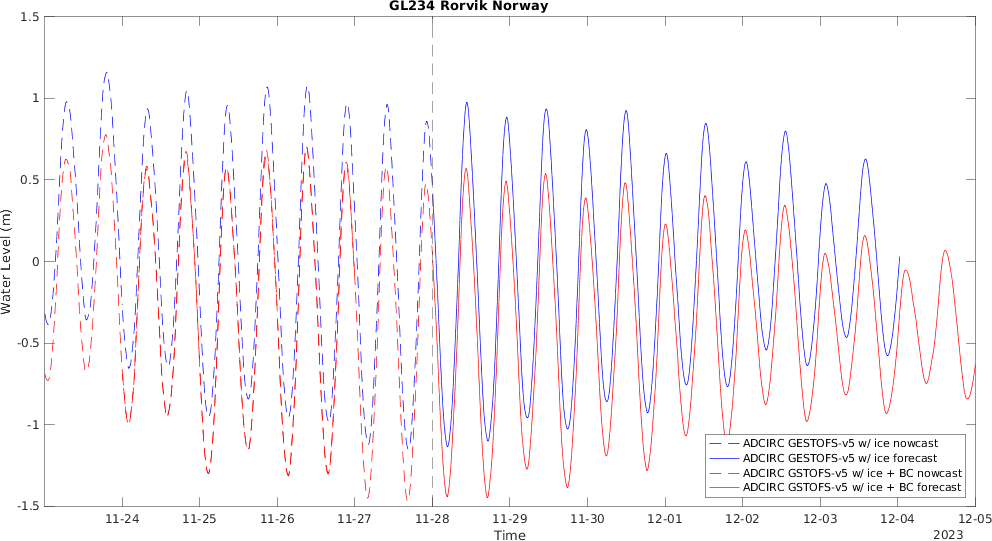 GL234 Rorvik Norway
1.5
1
0.5
0
-0.5
-1
-1.5
Water Level (m)
11-24
11-25
11-26
11-27
11-28
11-29
11-30
12-01
12-02
12-03
12-04
12-05
Time
2023
ADCIRC GESTOFS-v5 w/ ice nowcast
ADCIRC GESTOFS-v5 w/ ice forecast
ADCIRC GSTOFS-v5 w/ ice + BC nowcast
ADCIRC GSTOFS-v5 w/ ice + BC forecast